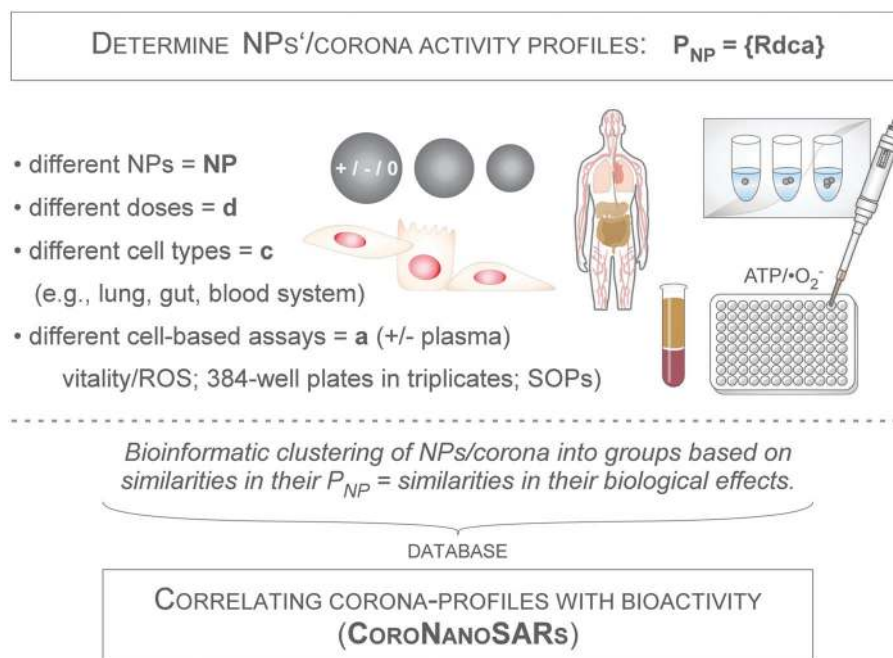 DETERMINE NPs‘/CORONA ACTIVITY PROFILES: P_NP = {Rdca}
• different NPs = NP
+ / - / 0
• different doses = d
• different cell types = c
(e.g., lung, gut, blood system)
• different cell-based assays = a (+/- plasma)
vitality/ROS; 384-well plates in triplicates; SOPs)
ATP/•O₂⁻
Bioinformatic clustering of NPs/corona into groups based on
similarities in their P_NP = similarities in their biological effects.
DATABASE
CORRELATING CORONA-PROFILES WITH BIOACTIVITY
(CORONANOSARS)